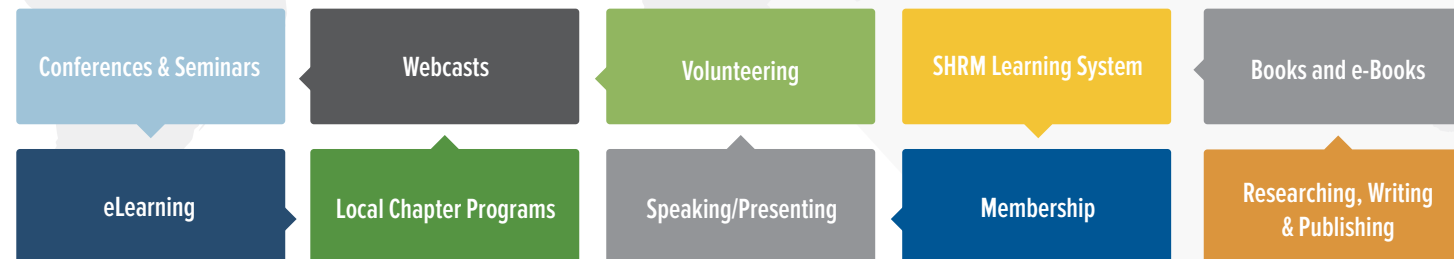 Conferences & Seminars
Webcasts
Volunteering
SHRM Learning System
Books and e-Books
eLearning
Local Chapter Programs
Speaking/Presenting
Membership
Researching, Writing
& Publishing